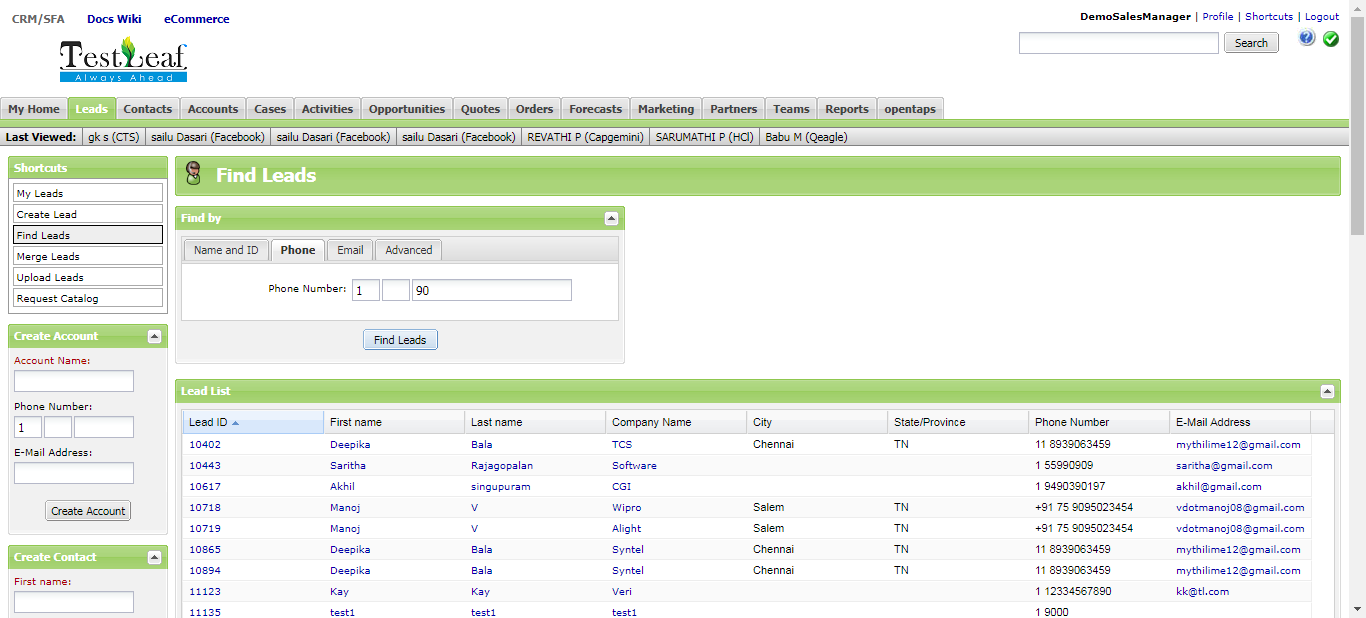 CRM/SFA Docs Wiki eCommerce
DemoSalesManager | Profile | Shortcuts | Logout
TestLeaf
Always Ahead
Search
My Home Leads Contacts Accounts Cases Activities Opportunities Quotes Orders Forecasts Marketing Partners Teams Reports opentaps
Last Viewed: gk s (CTS) sailu Dasari (Facebook) sailu Dasari (Facebook) sailu Dasari (Facebook) REVATHI P (Capgemini) SARUMATHI P (HCl) Babu M (Qeagle)
Shortcuts
My Leads
Create Lead
Find Leads
Merge Leads
Upload Leads
Request Catalog
Create Account
Account Name:
Phone Number:
1
E-Mail Address:
Create Account
Create Contact
First name:
Find Leads
Find by
Name and ID Phone Email Advanced
Phone Number: 1 90
Find Leads
Lead List
Lead ID First name Last name Company Name City State/Province Phone Number E-Mail Address
10402 Deepika Bala TCS Chennai TN 11 8939063459 mythilime12@gmail.com
10443 Saritha Rajagopalan Software 1 55990909 saritha@gmail.com
10617 Akhil singupuram CGI 1 9490390197 akhil@gmail.com
10718 Manoj V Wipro Salem TN +91 75 9095023454 vdotmanoj08@gmail.com
10719 Manoj V Alight Salem TN +91 75 9095023454 vdotmanoj08@gmail.com
10865 Deepika Bala Syntel Chennai TN 11 8939063459 mythilime12@gmail.com
10894 Deepika Bala Syntel Chennai TN 11 8939063459 mythilime12@gmail.com
11123 Kay Kay Veri 1 12334567890 kk@tl.com
11135 test1 test1 test1 1 9000